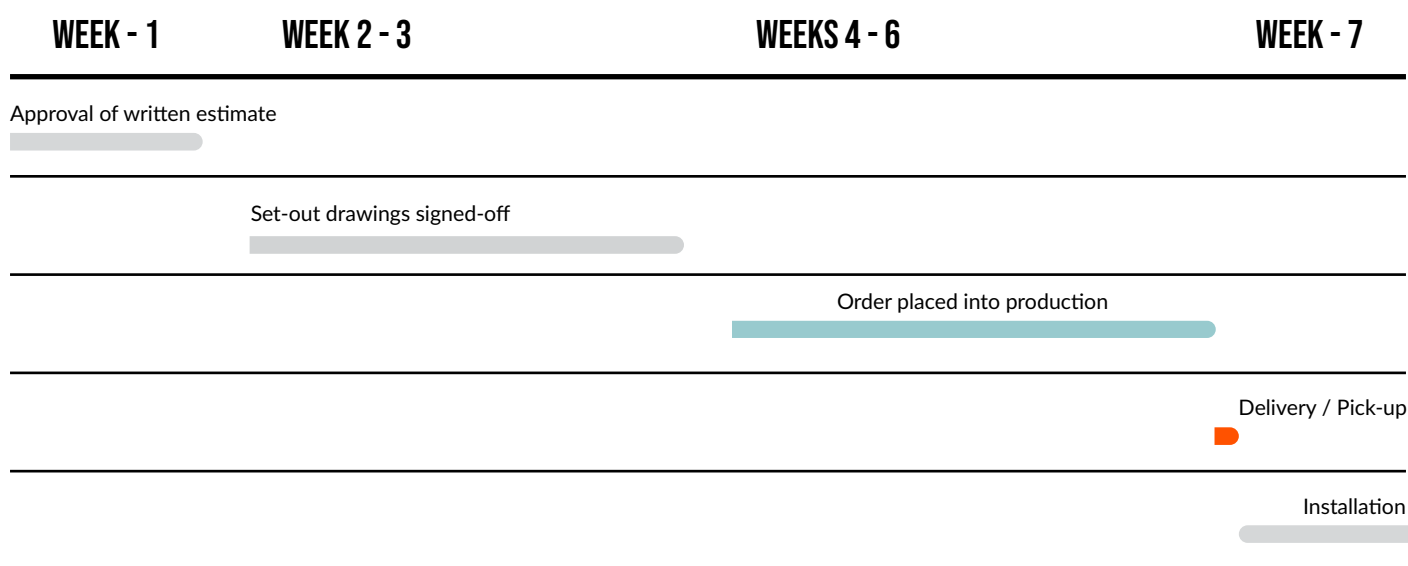 WEEK - 1 WEEK 2 - 3 WEEKS 4 - 6 WEEK - 7
Approval of written estimate
Set-out drawings signed-off
Order placed into production
Delivery / Pick-up
Installation